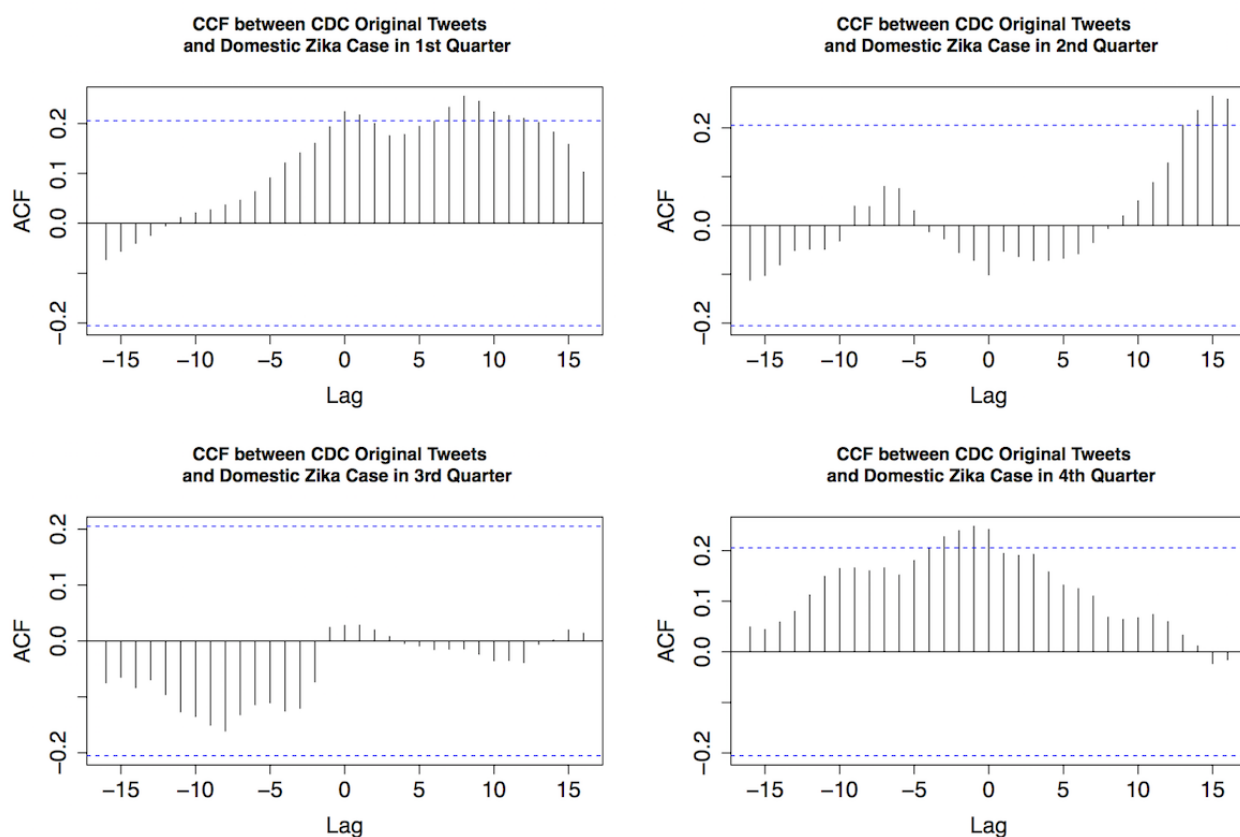 CCF between CDC Original Tweets
and Domestic Zika Case in 1st Quarter
ACF
0.2
0.1
0.0
−0.2
−15 −10 −5 0 5 10 15
Lag
CCF between CDC Original Tweets
and Domestic Zika Case in 2nd Quarter
ACF
0.2
0.0
−0.2
−15 −10 −5 0 5 10 15
Lag
CCF between CDC Original Tweets
and Domestic Zika Case in 3rd Quarter
ACF
0.2
0.1
0.0
−0.2
−15 −10 −5 0 5 10 15
Lag
CCF between CDC Original Tweets
and Domestic Zika Case in 4th Quarter
ACF
0.2
0.1
0.0
−0.2
−15 −10 −5 0 5 10 15
Lag